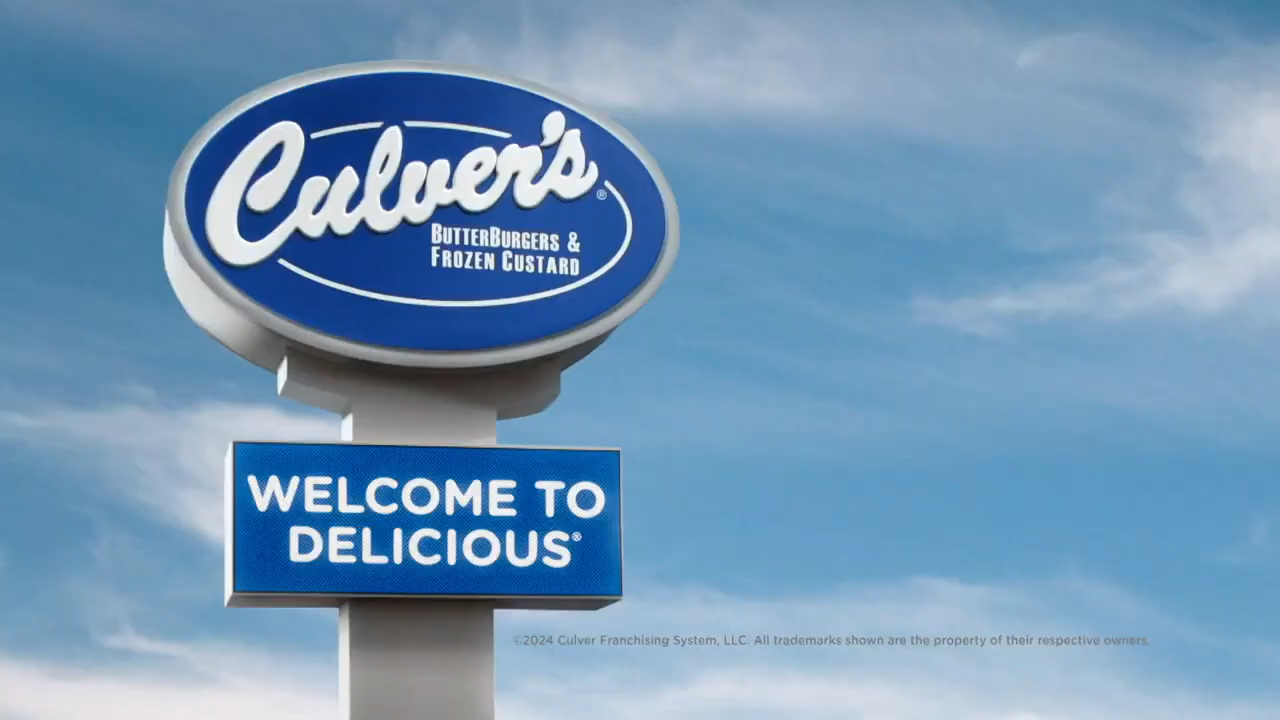 Culver's®
ButterBurgers &
Frozen Custard
WELCOME TO
DELICIOUS®
©2024 Culver Franchising System, LLC. All trademarks shown are the property of their respective owners.